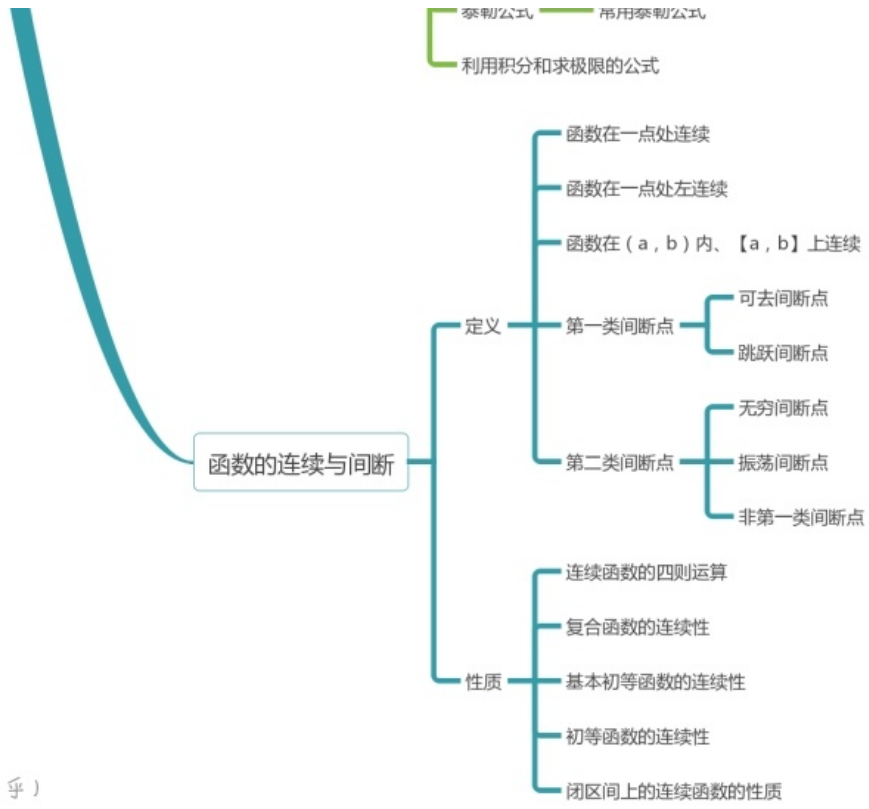 泰勒公式
常用泰勒公式
利用积分和求极限的公式
函数在一点处连续
函数在一点处左连续
函数在（a，b）内、【a，b】上连续
定义
第一类间断点
可去间断点
跳跃间断点
无穷间断点
函数的连续与间断
第二类间断点
振荡间断点
非第一类间断点
连续函数的四则运算
复合函数的连续性
性质
基本初等函数的连续性
初等函数的连续性
乎）
闭区间上的连续函数的性质